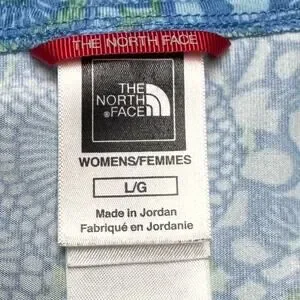 THE NORTH FACE
THE
NORTH
®FACE
WOMENS/FEMMES
L/G
Made in Jordan
Fabriqué en Jordanie